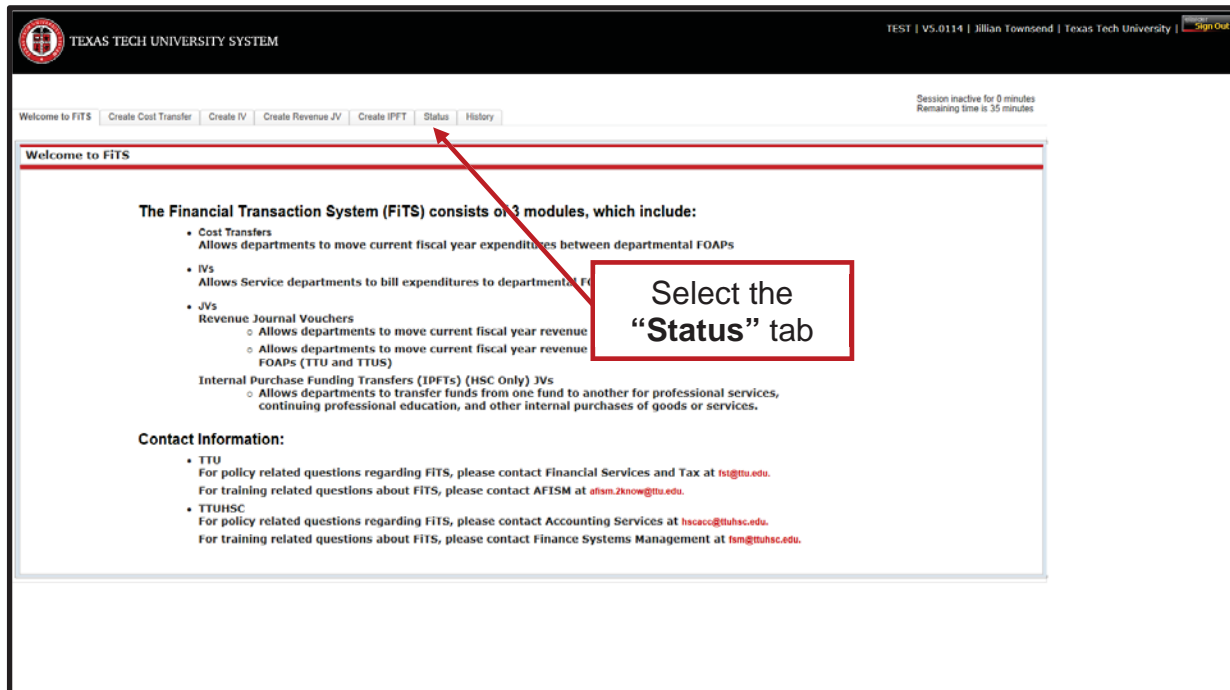 TEXAS TECH UNIVERSITY SYSTEM
TEST | V5.0114 | Jillian Townsend | Texas Tech University | Sign Out
Session inactive for 0 minutes
Remaining time is 35 minutes
Welcome to FiTS | Create Cost Transfer | Create IV | Create Revenue JV | Create IPFT | Status | History
Welcome to FiTS
The Financial Transaction System (FiTS) consists of 3 modules, which include:
• Cost Transfers
Allows departments to move current fiscal year expenditures between departmental FOAPs
• IVs
Allows Service departments to bill expenditures to departmental
• JVs
Revenue Journal Vouchers
o Allows departments to move current fiscal year revenue
o Allows departments to move current fiscal year revenue
FOAPs (TTU and TTUS)
Internal Purchase Funding Transfers (IPFTs) (HSC Only) JVs
o Allows departments to transfer funds from one fund to another for professional services,
continuing professional education, and other internal purchases of goods or services.
Select the
“Status” tab
Contact Information:
• TTU
For policy related questions regarding FiTS, please contact Financial Services and Tax at fst@ttu.edu.
For training related questions about FiTS, please contact AFISM at afism.2know@ttu.edu.
• TTUHSC
For policy related questions regarding FiTS, please contact Accounting Services at hscacc@ttuhsc.edu.
For training related questions about FiTS, please contact Finance Systems Management at fsm@ttuhsc.edu.